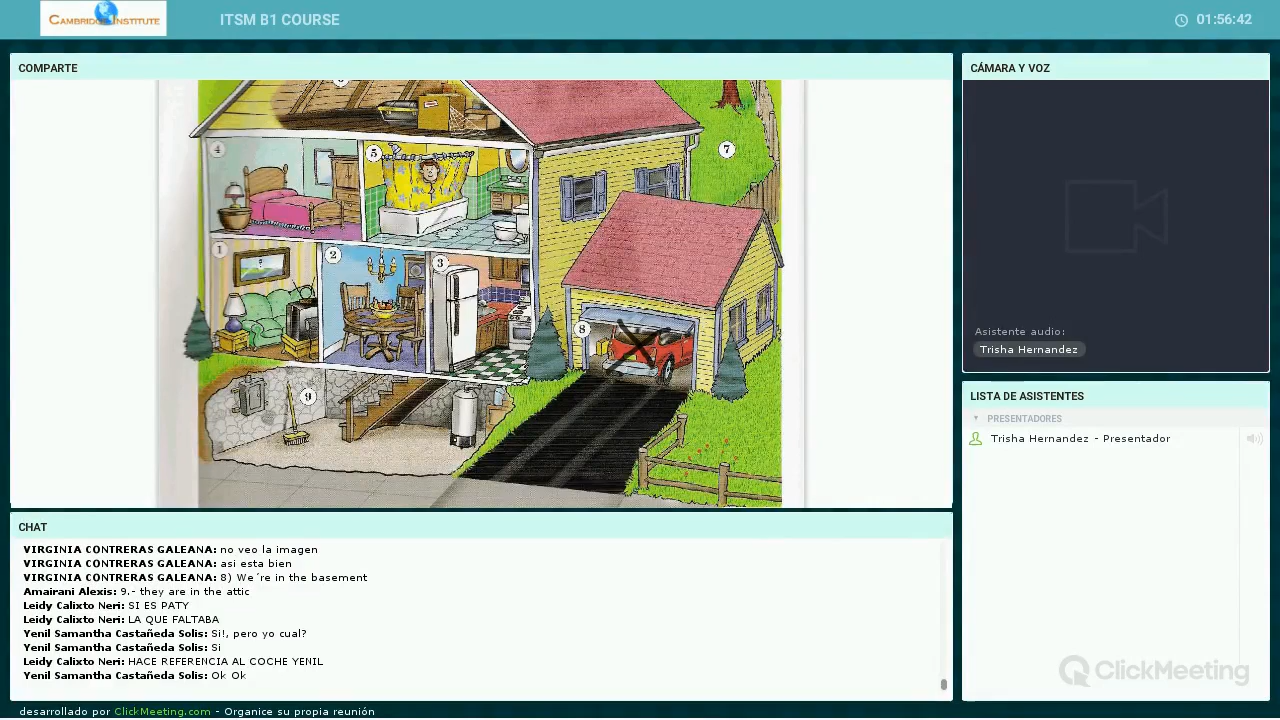 CAMBRIDGE INSTITUTE
ITSM B1 COURSE
01:56:42
COMPARTE
4
5
7
1
2
3
8
9
CÁMARA Y VOZ
Asistente audio:
Trisha Hernandez
LISTA DE ASISTENTES
PRESENTADORES
Trisha Hernandez - Presentador
CHAT
VIRGINIA CONTRERAS GALEANA: no veo la imagen
VIRGINIA CONTRERAS GALEANA: asi esta bien
VIRGINIA CONTRERAS GALEANA: 8) We´re in the basement
Amairani Alexis: 9.- they are in the attic
Leidy Calixto Neri: SI ES PATY
Leidy Calixto Neri: LA QUE FALTABA
Yenil Samantha Castañeda Solis: Si!, pero yo cual?
Yenil Samantha Castañeda Solis: Si
Leidy Calixto Neri: HACE REFERENCIA AL COCHE YENIL
Yenil Samantha Castañeda Solis: Ok Ok
ClickMeeting
desarrollado por ClickMeeting.com - Organice su propia reunión